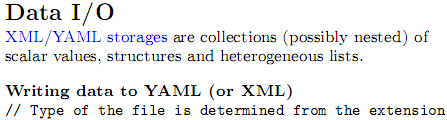 Data I/O
XML/YAML storages are collections (possibly nested) of
scalar values, structures and heterogeneous lists.
Writing data to YAML (or XML)
// Type of the file is determined from the extension